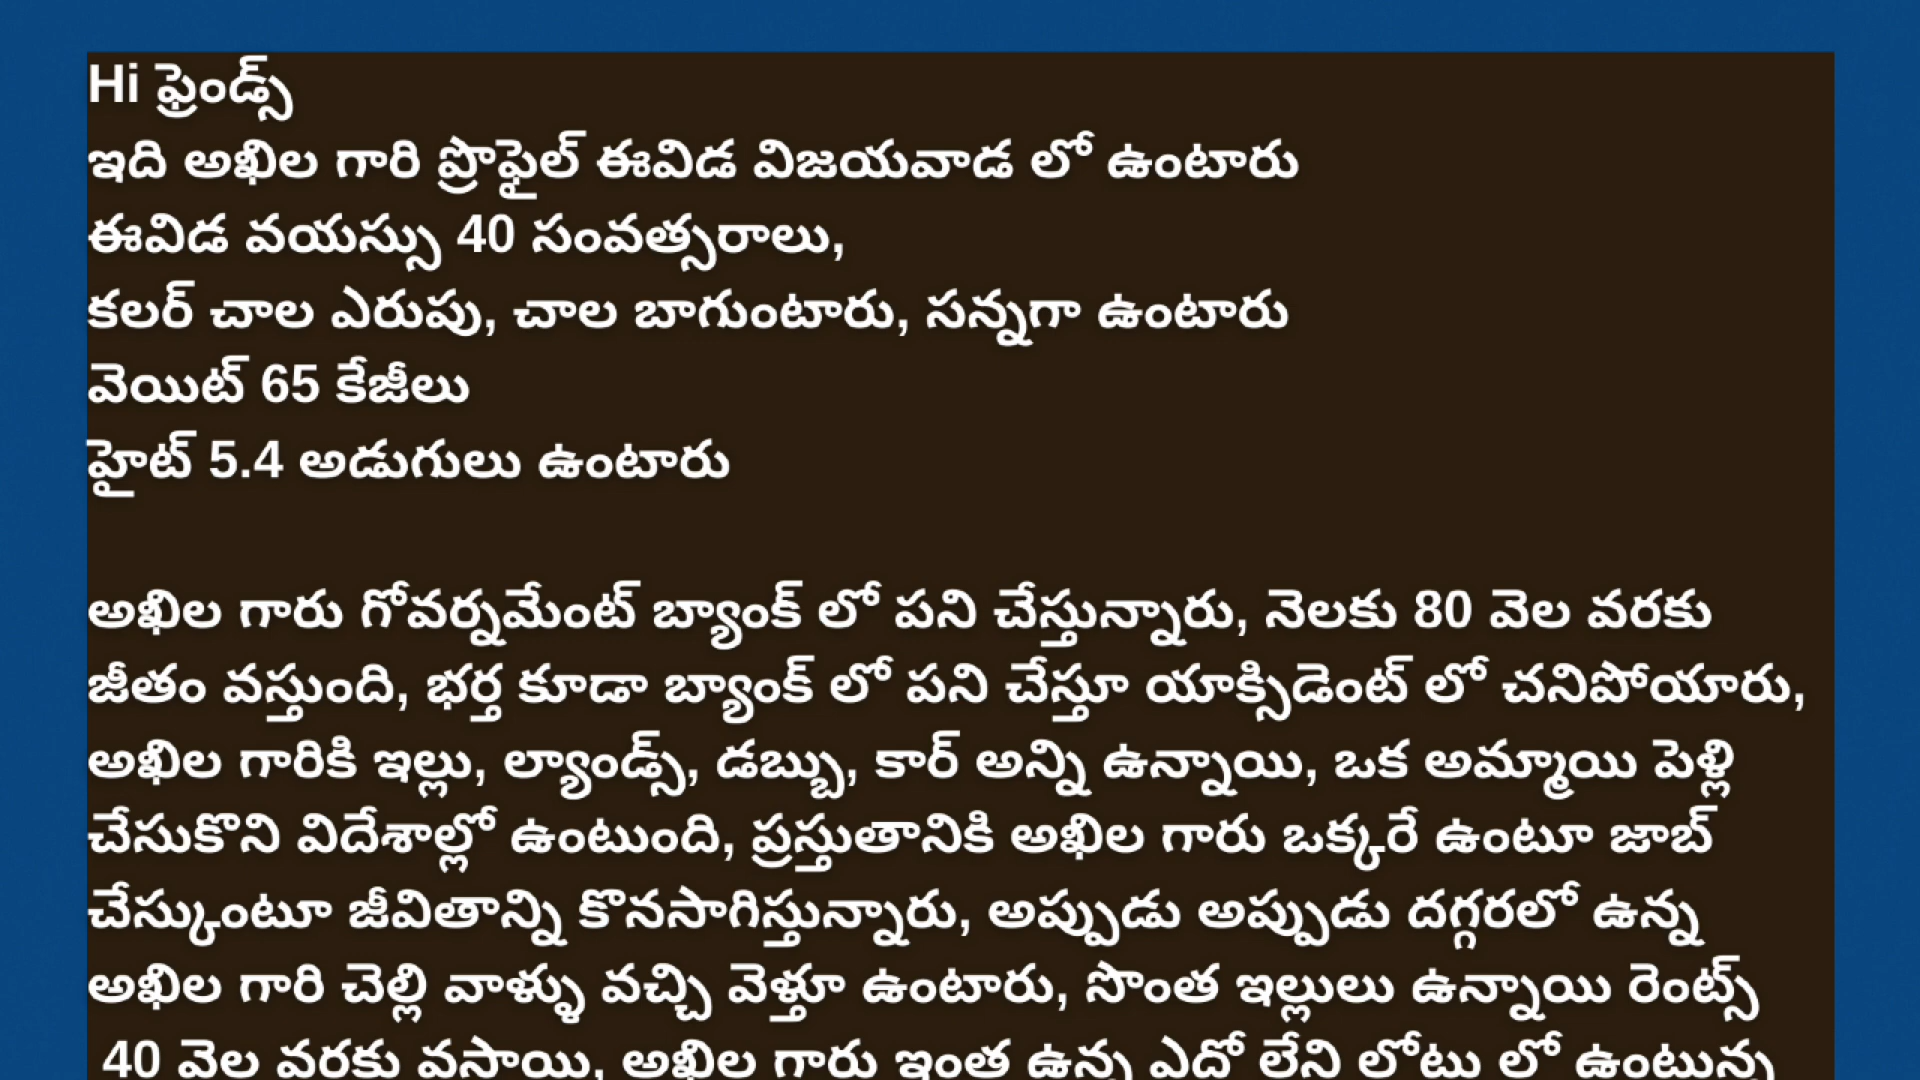 Hi ఫ్రెండ్స్
ఇది అఖిల గారి ప్రొఫైల్ ఈవిడ విజయవాడ లో ఉంటారు
ఈవిడ వయస్సు 40 సంవత్సరాలు,
కలర్ చాల ఎరుపు, చాల బాగుంటారు, సన్నగా ఉంటారు
వెయిట్ 65 కేజీలు
హైట్ 5.4 అడుగులు ఉంటారు
అఖిల గారు గోవర్నమేంట్ బ్యాంక్ లో పని చేస్తున్నారు, నెలకు 80 వెల వరకు
జీతం వస్తుంది, భర్త కూడా బ్యాంక్ లో పని చేస్తూ యాక్సిడెంట్ లో చనిపోయారు,
అఖిల గారికి ఇల్లు, ల్యాండ్స్, డబ్బు, కార్ అన్ని ఉన్నాయి, ఒక అమ్మాయి పెళ్లి
చేసుకొని విదేశాల్లో ఉంటుంది, ప్రస్తుతానికి అఖిల గారు ఒక్కరే ఉంటూ జాబ్
చేస్కుంటూ జీవితాన్ని కొనసాగిస్తున్నారు, అప్పుడు అప్పుడు దగ్గరలో ఉన్న
అఖిల గారి చెల్లి వాళ్ళు వచ్చి వెళ్తూ ఉంటారు, సొంత ఇల్లులు ఉన్నాయి రెంట్స్
40 వెల వరకు వస్తాయి, అఖిల గారు ఇంత ఉన్న ఎదో లేని లోటు లో ఉంటున్న